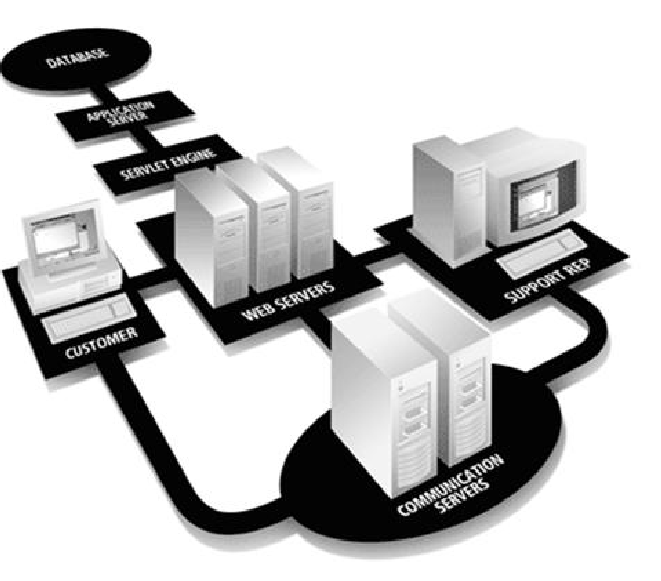 DATABASE
APPLICATION
SERVER
SERVLET ENGINE
WEB SERVERS
SUPPORT REP
CUSTOMER
COMMUNICATION
SERVERS